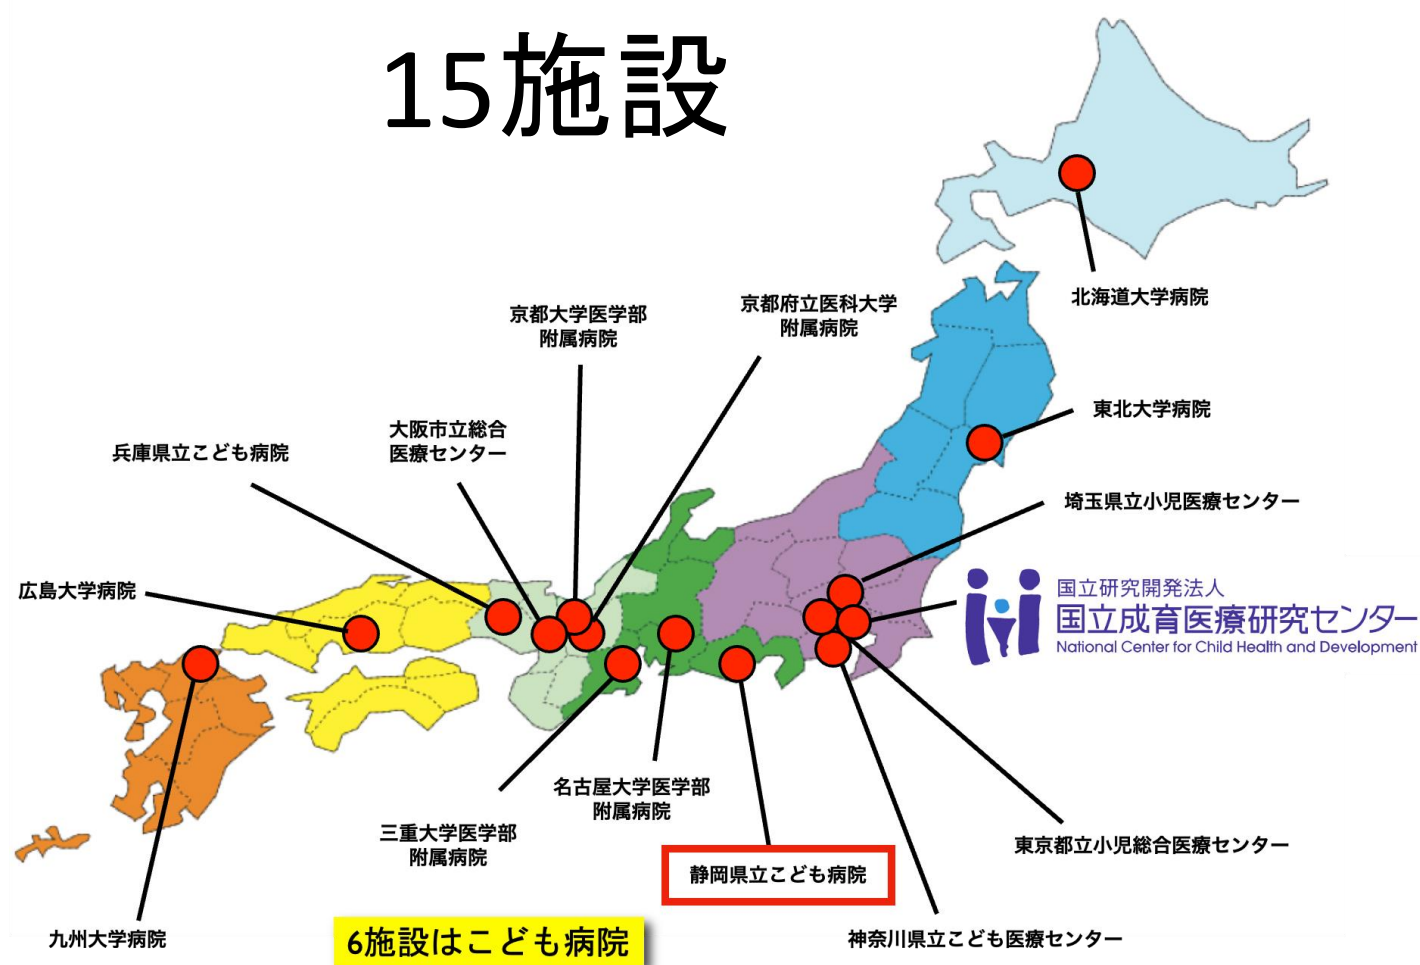 15施設
北海道大学病院
京都大学医学部
附属病院
京都府立医科大学
附属病院
東北大学病院
大阪市立総合
医療センター
兵庫県立こども病院
埼玉県立小児医療センター
広島大学病院
国立研究開発法人
国立成育医療研究センター
National Center for Child Health and Development
名古屋大学医学部
附属病院
三重大学医学部
附属病院
東京都立小児総合医療センター
静岡県立こども病院
九州大学病院
6施設はこども病院
神奈川県立こども医療センター